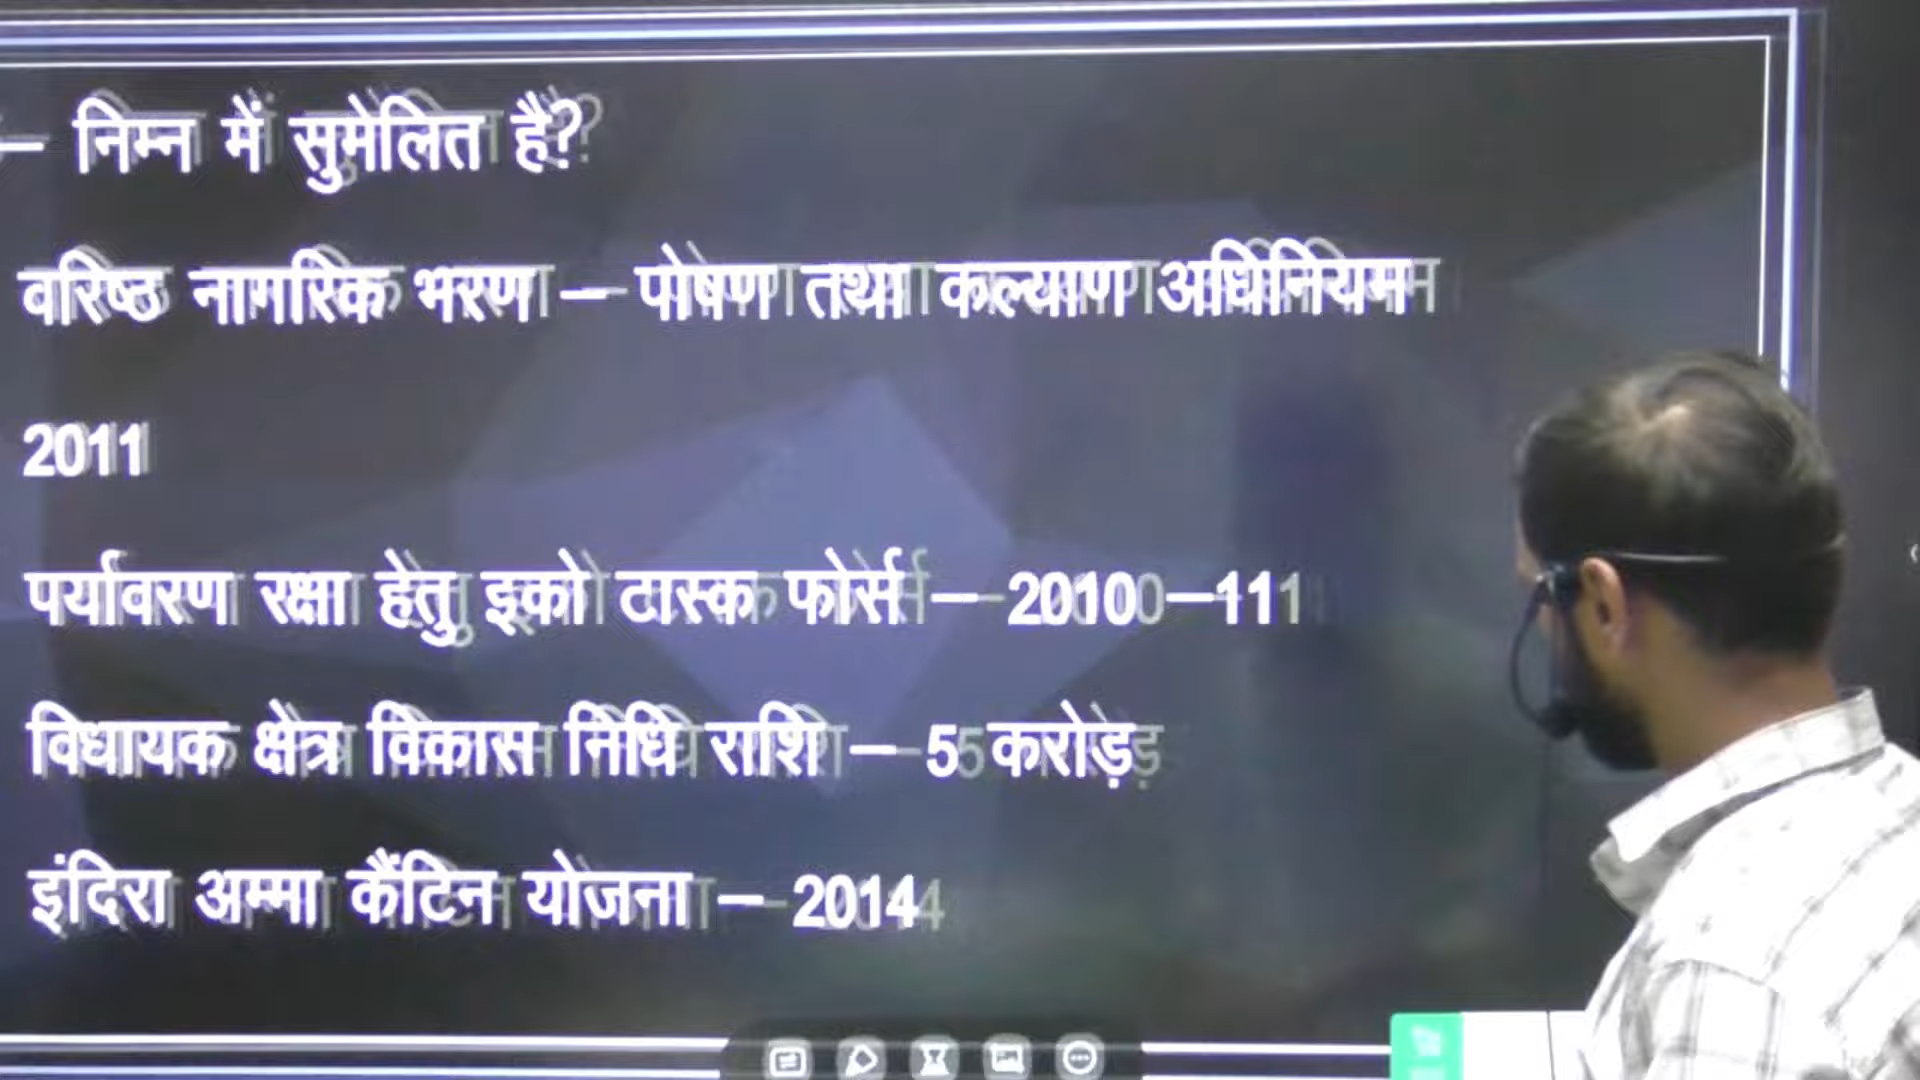 – निम्न में सुमेलित है?
वरिष्ठ नागरिक भरण – पोषण तथा कल्याण अधिनियम
2011
पर्यावरण रक्षा हेतु इको टास्क फोर्स – 2010 –11
विधायक क्षेत्र विकास निधि राशि – 5 करोड़
इंदिरा अम्मा कैंटिन योजना – 2014